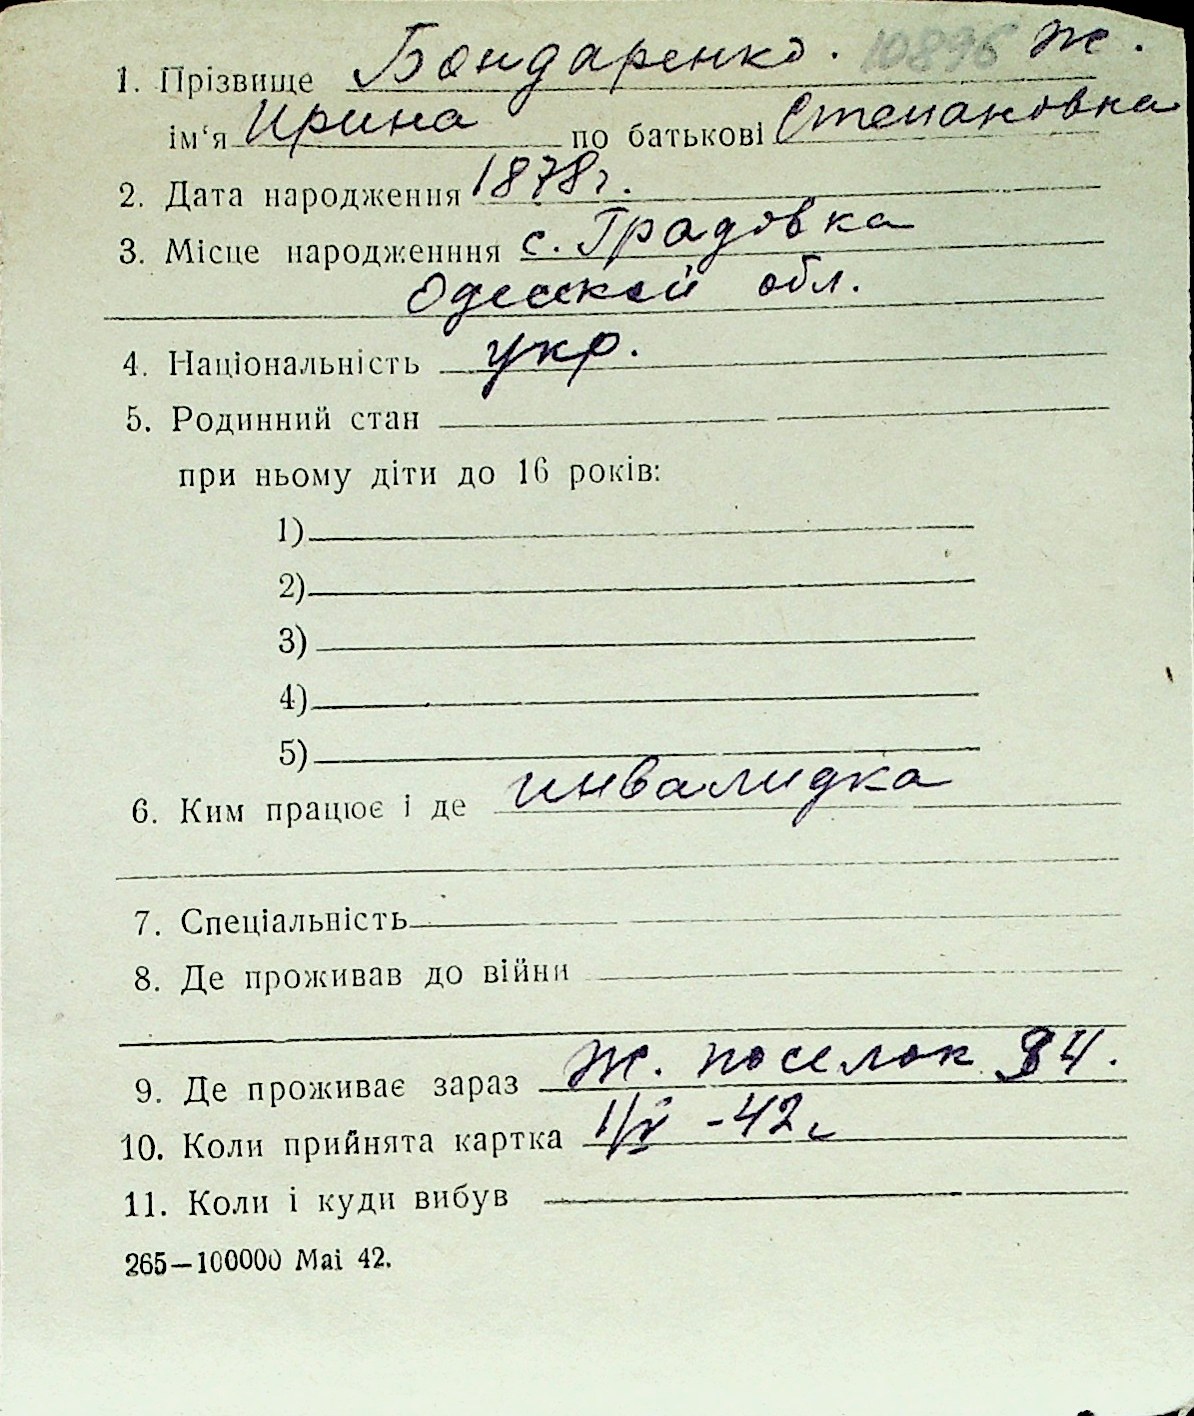 1. Прізвище Бондаренко. 10896 Ж.
ім‘я Ирина по батькові Степановна
2. Дата народження 1878г.
3. Місце народженння с. Градовка
Одесской обл.
4. Національність укр.
5. Родинний стан
при ньому діти до 16 років:
1)
2)
3)
4)
5)
6. Ким працює і де инвалидка
7. Спеціальність
8. Де проживав до війни
9. Де проживає зараз Ж. поселок 84.
10. Коли прийнята картка 1/V -42г
11. Коли і куди вибув
265—100000 Mai 42.